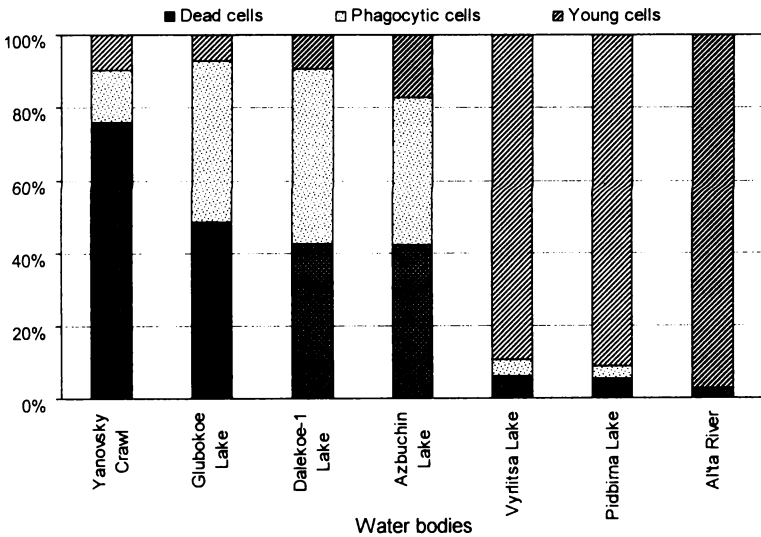 Dead cells Phagocytic cells Young cells
100%
80%
60%
40%
20%
0%
Yanovsky
Crawl
Glubokoe
Lake
Dalekoe-1
Lake
Azbuchin
Lake
Vyrlitsa Lake
Pidbirna Lake
Al'ta River
Water bodies